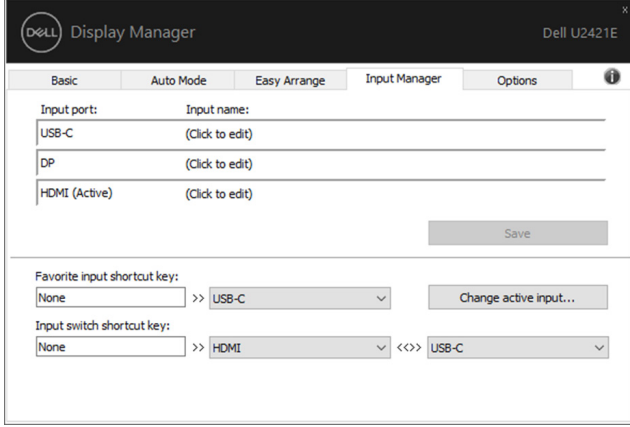 x
DELL Display Manager Dell U2421E
Basic Auto Mode Easy Arrange Input Manager Options i
Input port: Input name:
USB-C (Click to edit)
DP (Click to edit)
HDMI (Active) (Click to edit)
Save
Favorite input shortcut key:
None >> USB-C Change active input...
Input switch shortcut key:
None >> HDMI <<>> USB-C